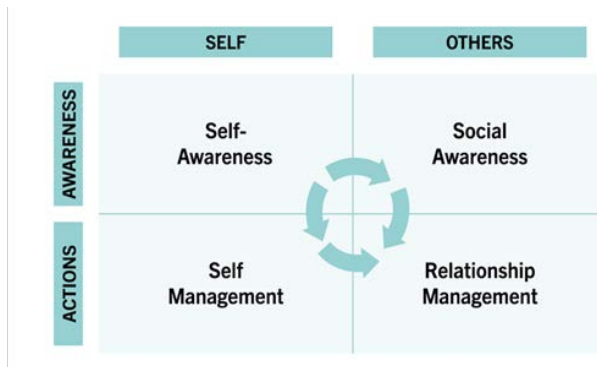 SELF
OTHERS
AWARENESS
Self-
Awareness
Social
Awareness
ACTIONS
Self
Management
Relationship
Management